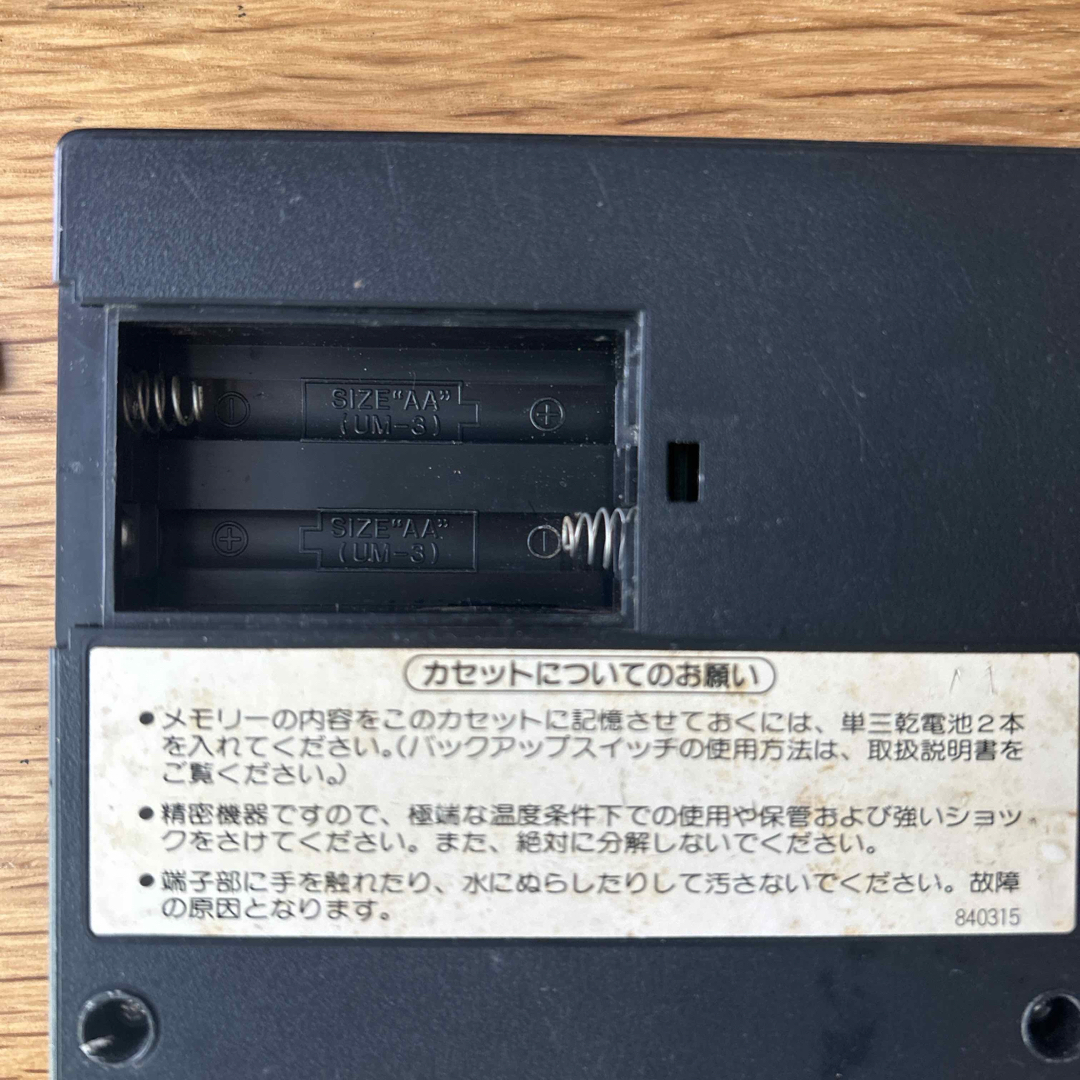 SIZE"AA"
(UM-3)
SIZE"AA"
(UM-3)
カセットについてのお願い
●メモリーの内容をこのカセットに記憶させておくには、単三乾電池2本
を入れてください。(バックアップスイッチの使用方法は、取扱説明書を
ご覧ください。)
●精密機器ですので、極端な温度条件下での使用や保管および強いショッ
クをさけてください。また、絶対に分解しないでください。
●端子部に手を触れたり、水にぬらしたりして汚さないでください。故障
の原因となります。
840315